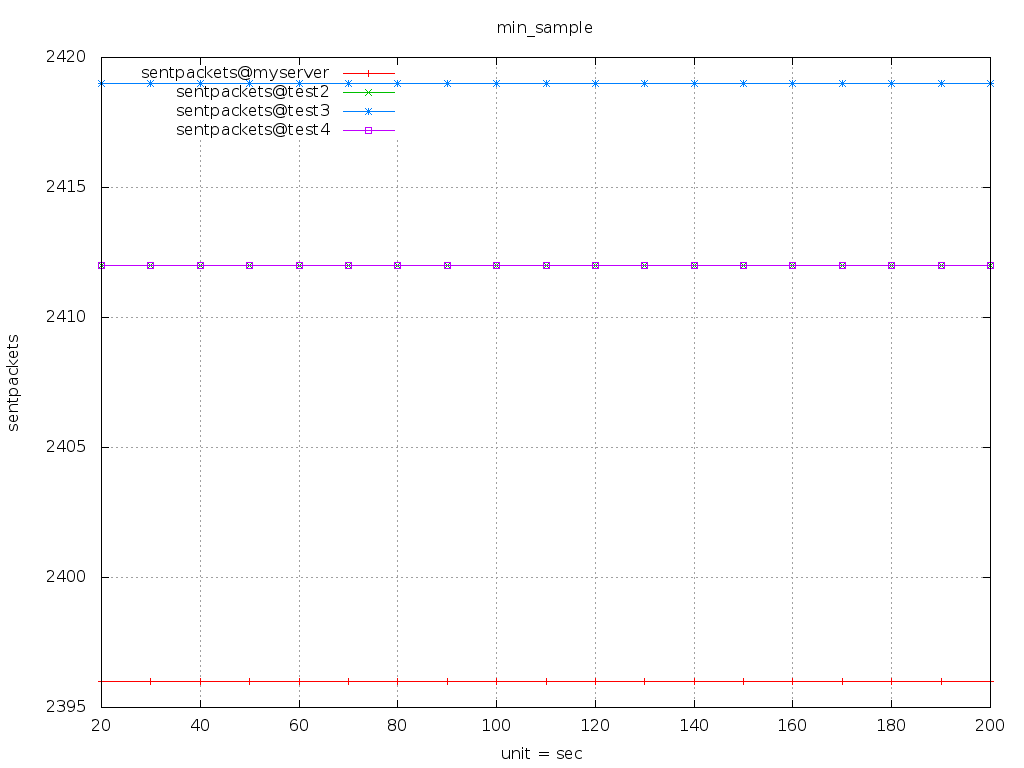 min_sample
2420
sentpackets@myserver
sentpackets@test2
sentpackets@test3
sentpackets@test4
2415
2410
2405
2400
2395
sentpackets
20 40 60 80 100 120 140 160 180 200
unit = sec